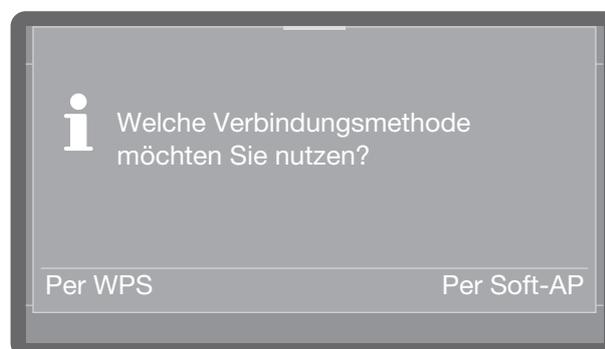 Welche Verbindungsmethode
möchten Sie nutzen?
Per WPS
Per Soft-AP